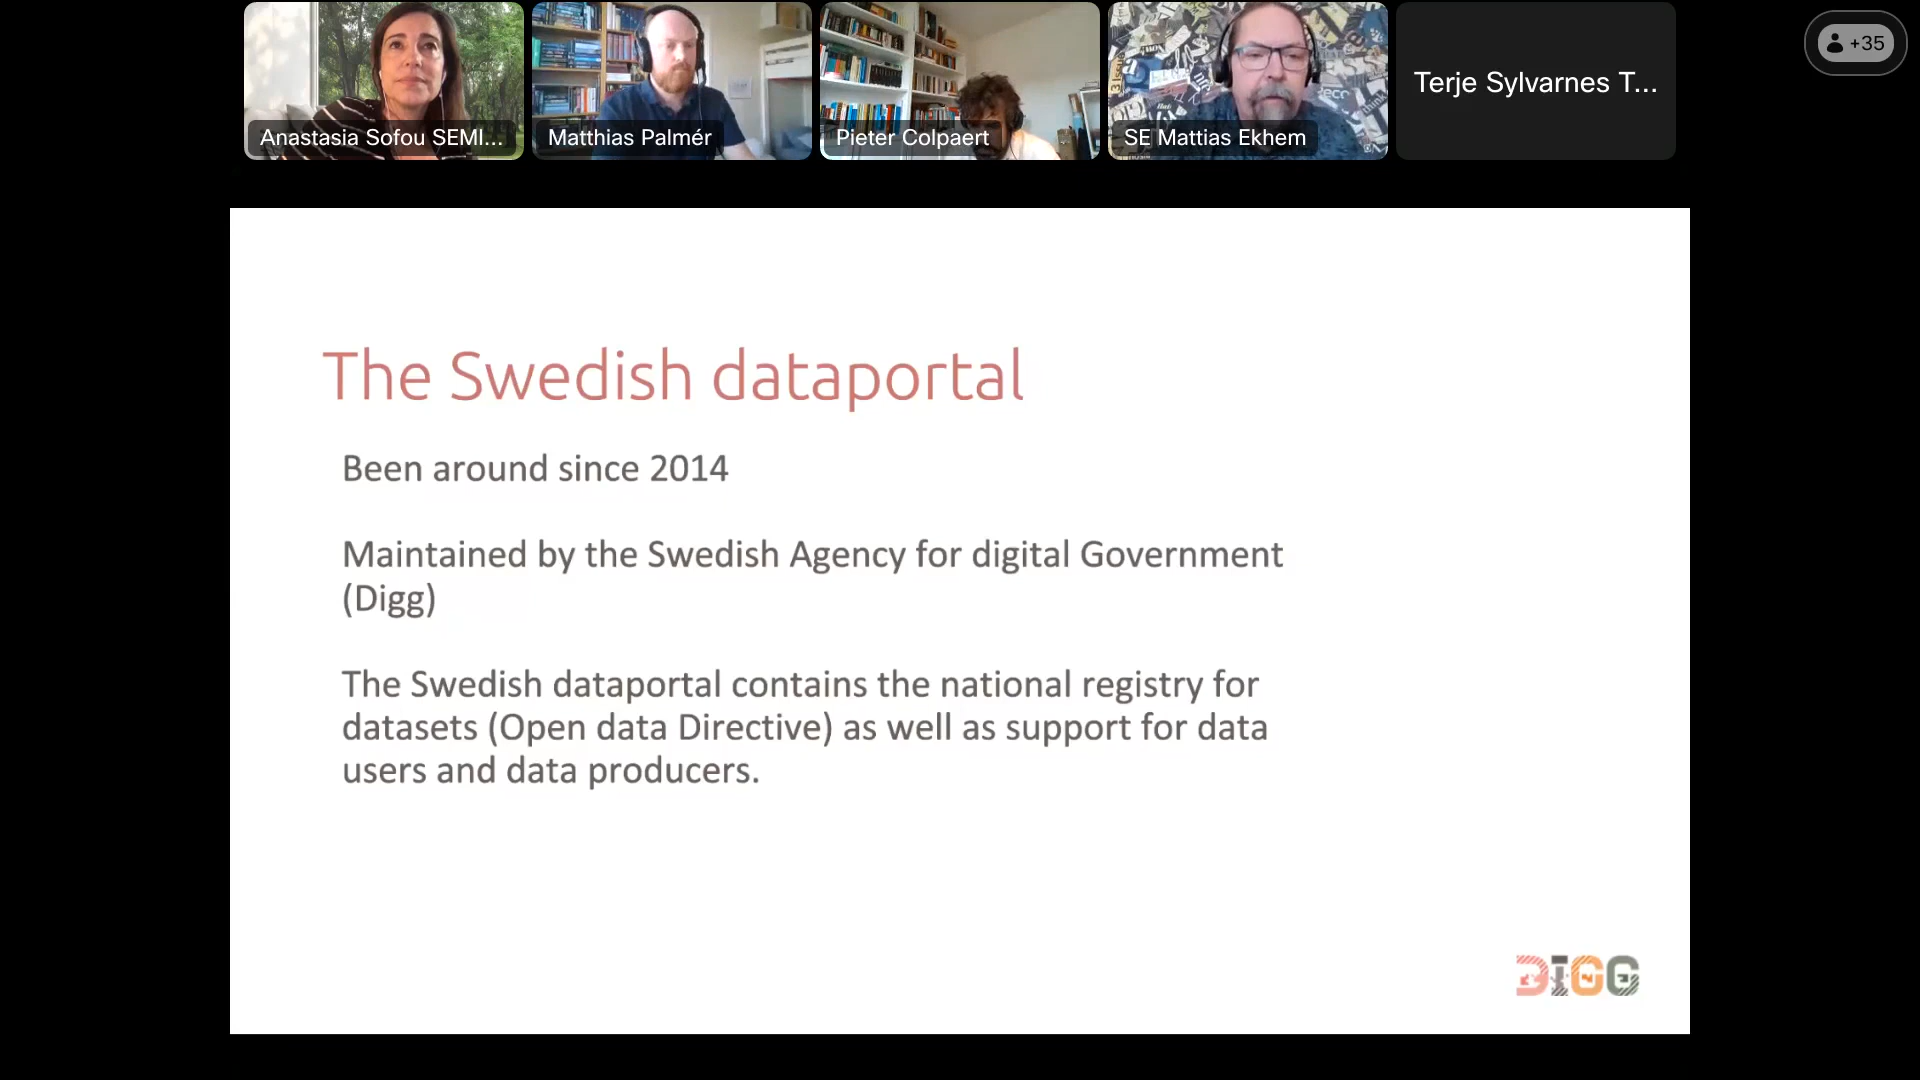 Anastasia Sofou SEMI...
Matthias Palmér
Pieter Colpaert
SE Mattias Ekhem
Terje Sylvarnes T...
+35
The Swedish dataportal
Been around since 2014
Maintained by the Swedish Agency for digital Government
(Digg)
The Swedish dataportal contains the national registry for
datasets (Open data Directive) as well as support for data
users and data producers.
DIGG